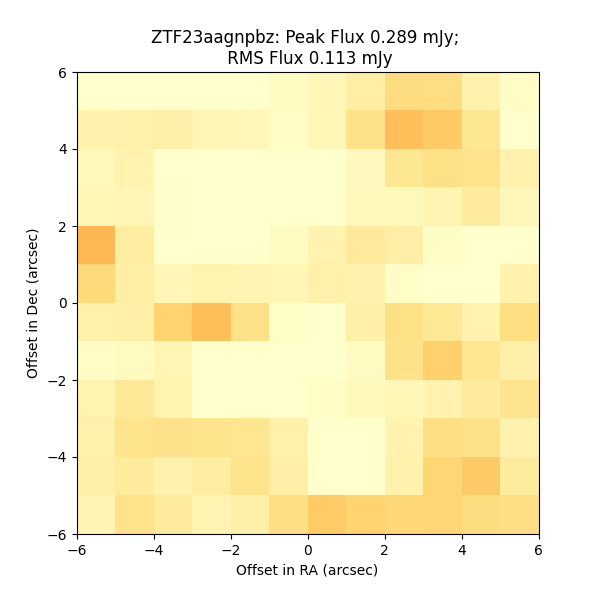 ZTF23aagnpbz: Peak Flux 0.289 mJy;
RMS Flux 0.113 mJy
6
4
2
0
−2
−4
−6
Offset in Dec (arcsec)
−6 −4 −2 0 2 4 6
Offset in RA (arcsec)